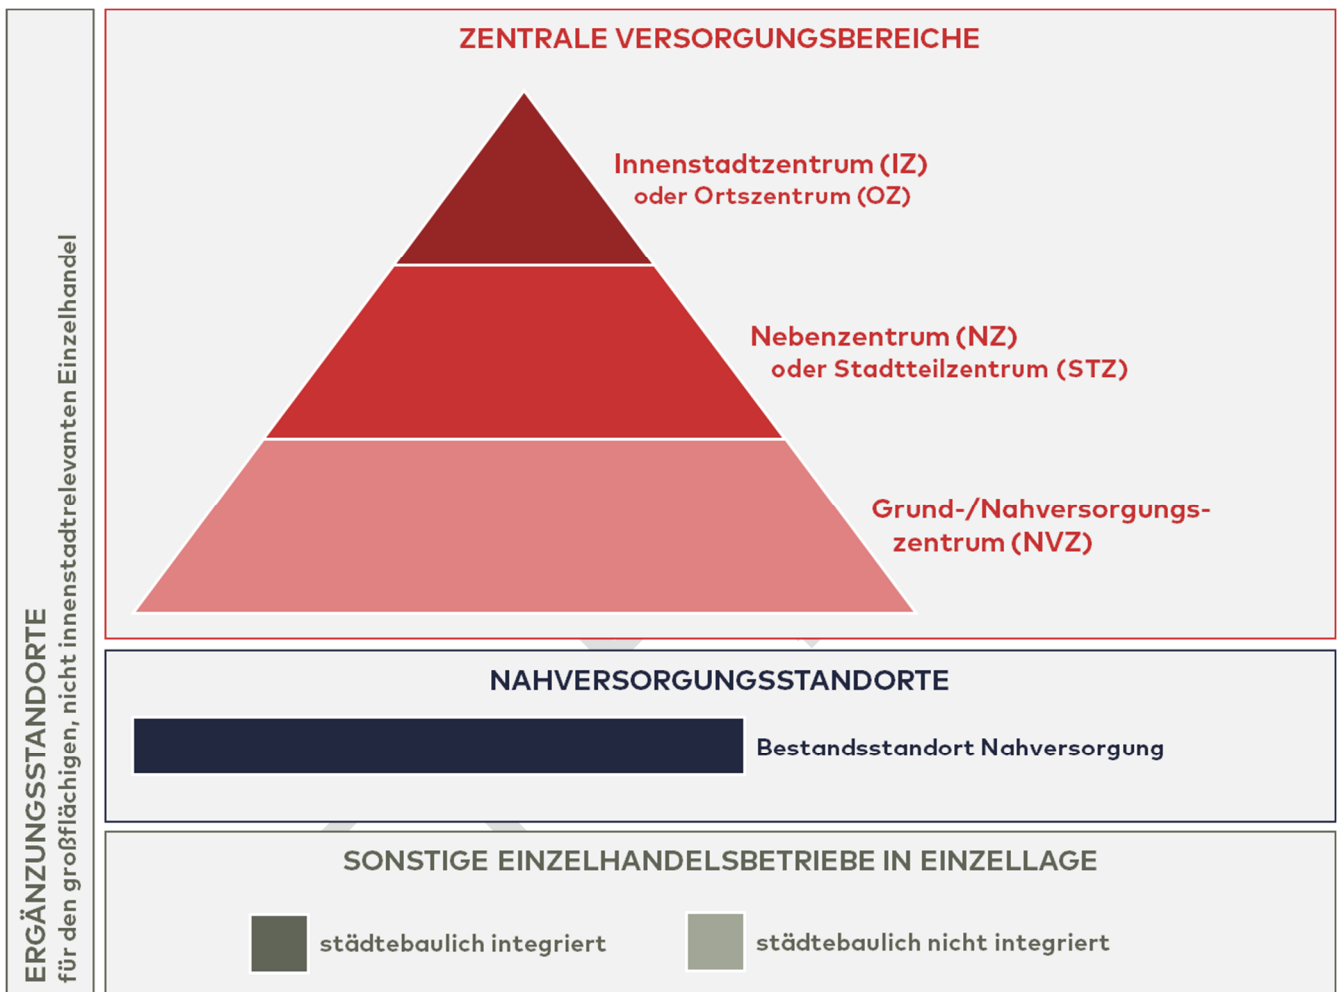 ERGÄNZUNGSSTANDORTE
für den großflächigen, nicht innenstadtrelevanten Einzelhandel
ZENTRALE VERSORGUNGSBEREICHE
Innenstadtzentrum (IZ)
oder Ortszentrum (OZ)
Nebenzentrum (NZ)
oder Stadtteilzentrum (STZ)
Grund-/Nahversorgungs-
zentrum (NVZ)
NAHVERSORGUNGSSTANDORTE
Bestandsstandort Nahversorgung
SONSTIGE EINZELHANDELSBETRIEBE IN EINZELLAGE
städtebaulich integriert
städtebaulich nicht integriert